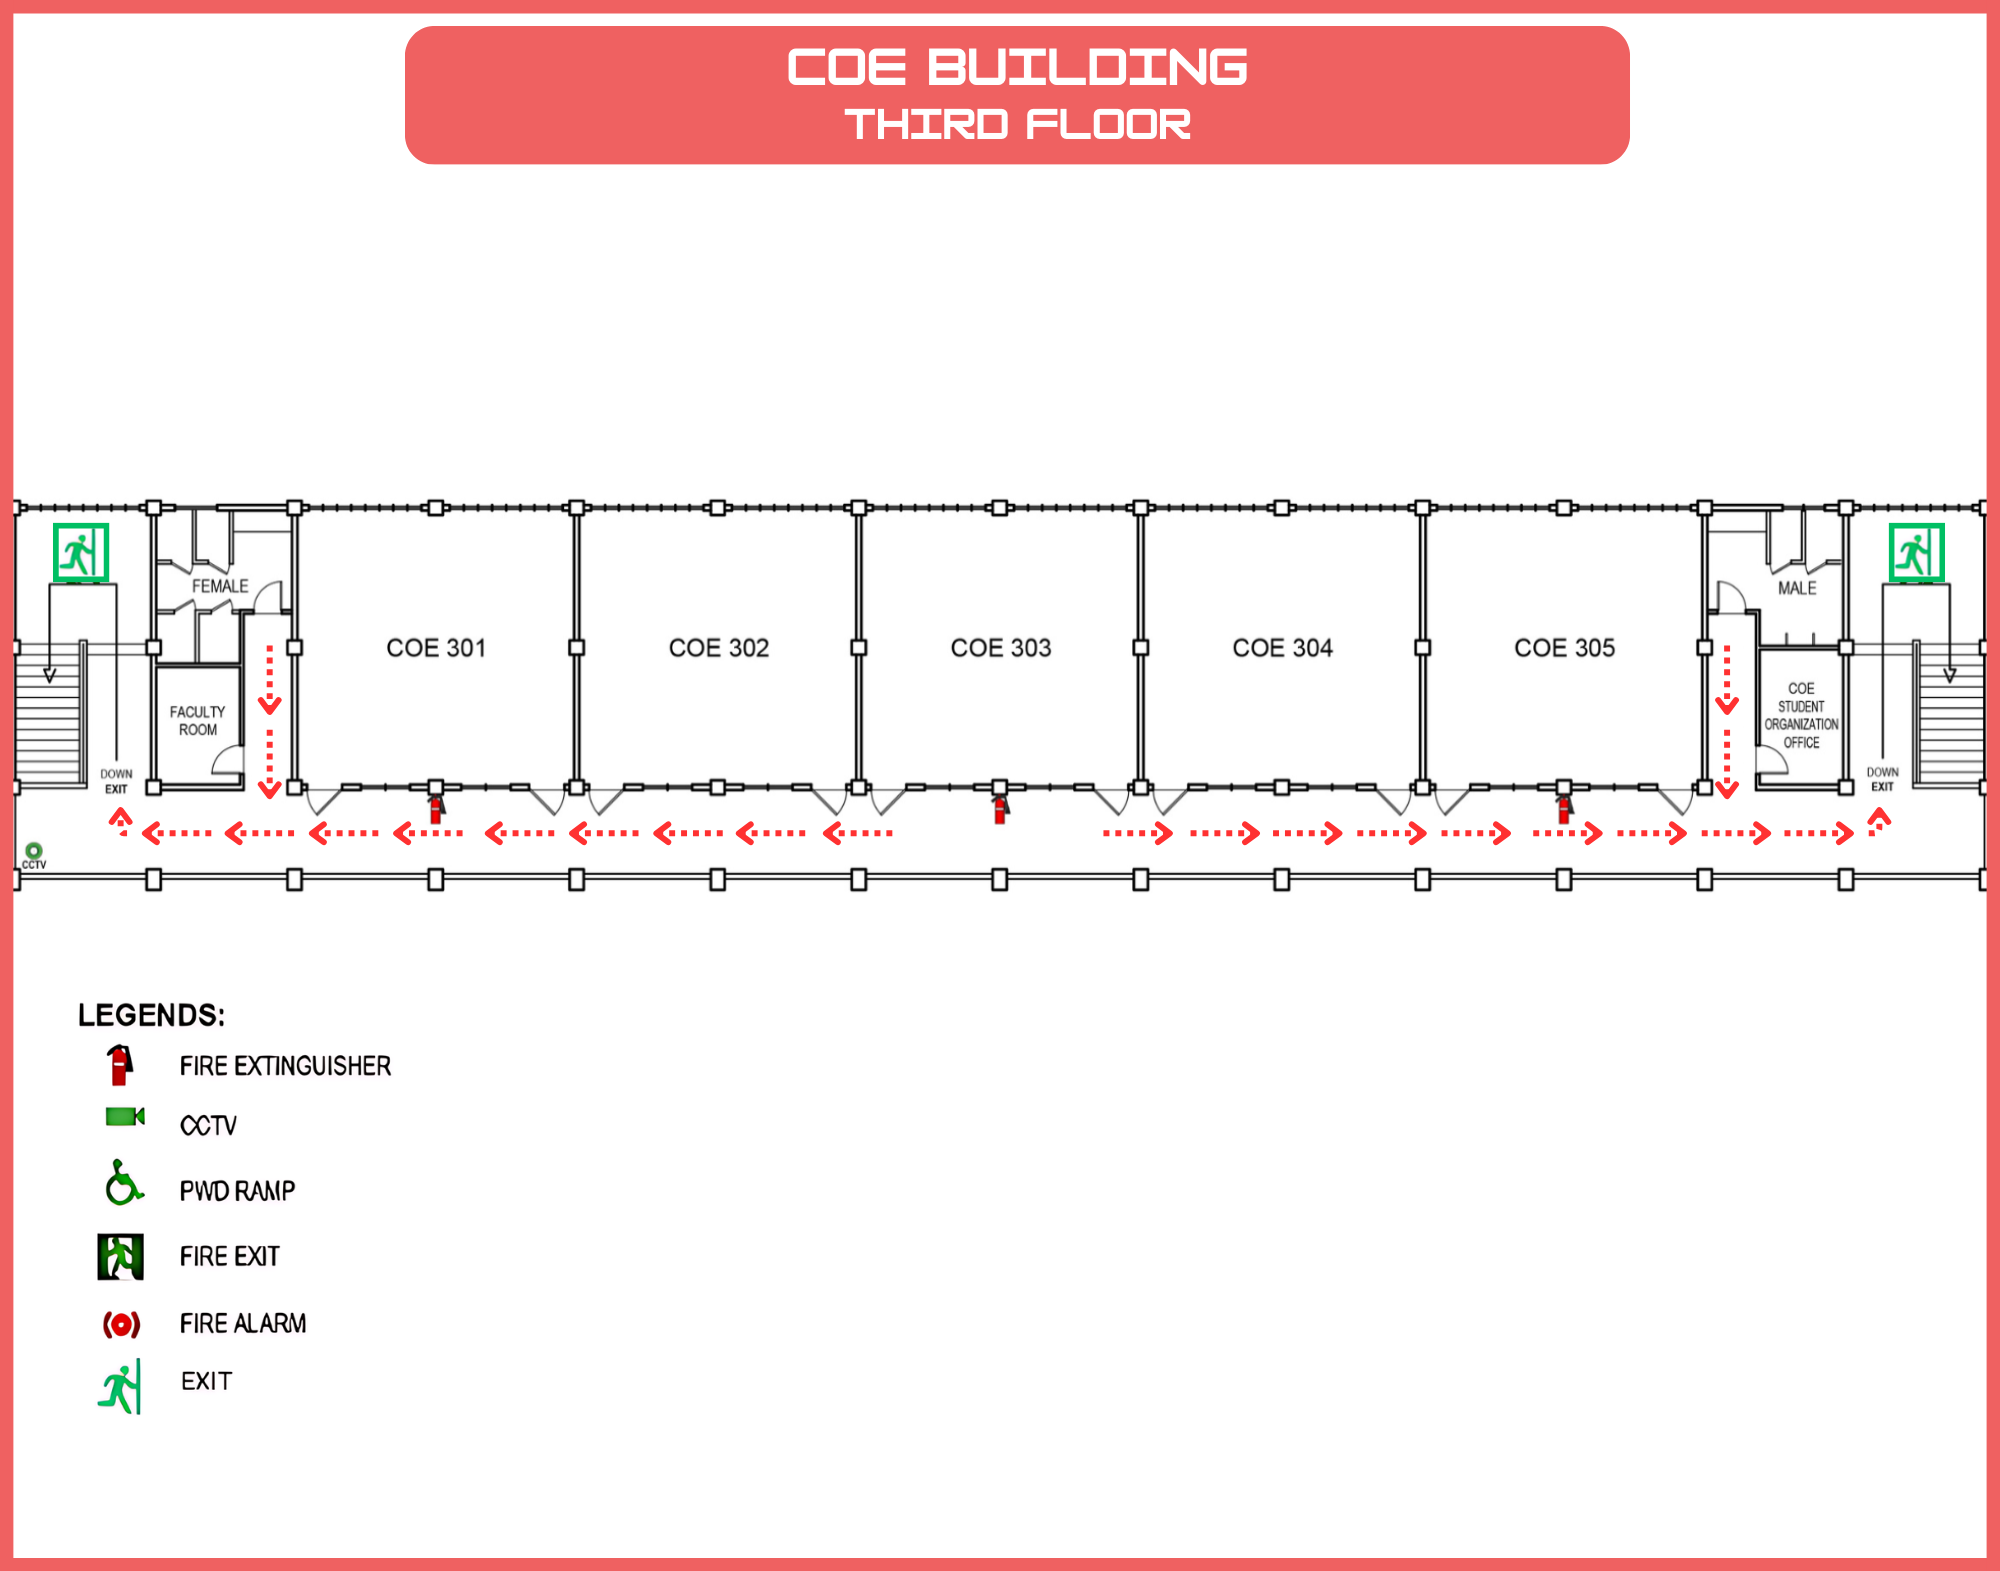 COE BUILDING
THIRD FLOOR
FEMALE
MALE
COE 301
COE 302
COE 303
COE 304
COE 305
FACULTY
ROOM
COE
STUDENT
ORGANIZATION
OFFICE
DOWN
EXIT
DOWN
EXIT
CCTV
LEGENDS:
FIRE EXTINGUISHER
CCTV
PWD RAMP
FIRE EXIT
FIRE ALARM
EXIT